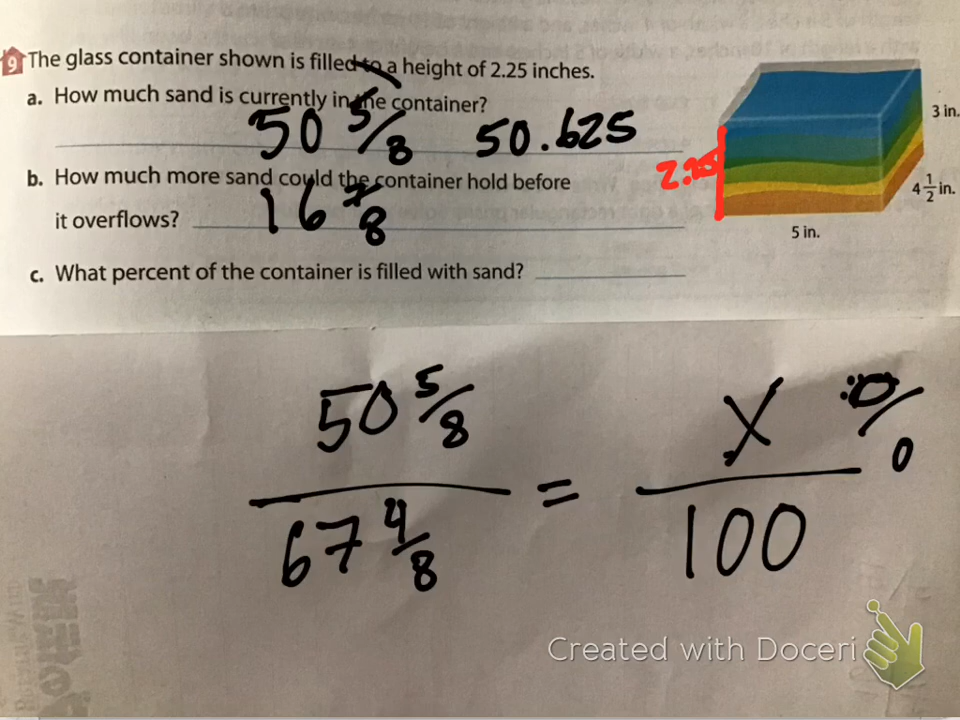 9 The glass container shown is filled to a height of 2.25 inches.
a. How much sand is currently in the container?
50 5/8 50.625
b. How much more sand could the container hold before
it overflows? 16 7/8
c. What percent of the container is filled with sand?
3 in.
2.25
4 1/2 in.
5 in.
50 5/8
67 4/8
=
X
100
%
Created with Doceri